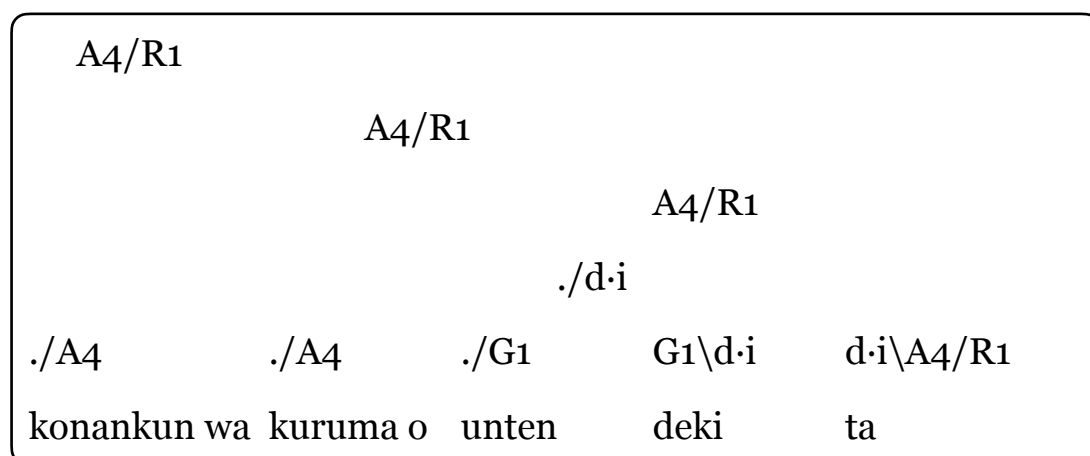 A4/R1
A4/R1
A4/R1
./d·i
./A4 ./A4 ./G1 G1\d·i d·i\A4/R1
konankun wa kuruma o unten deki ta